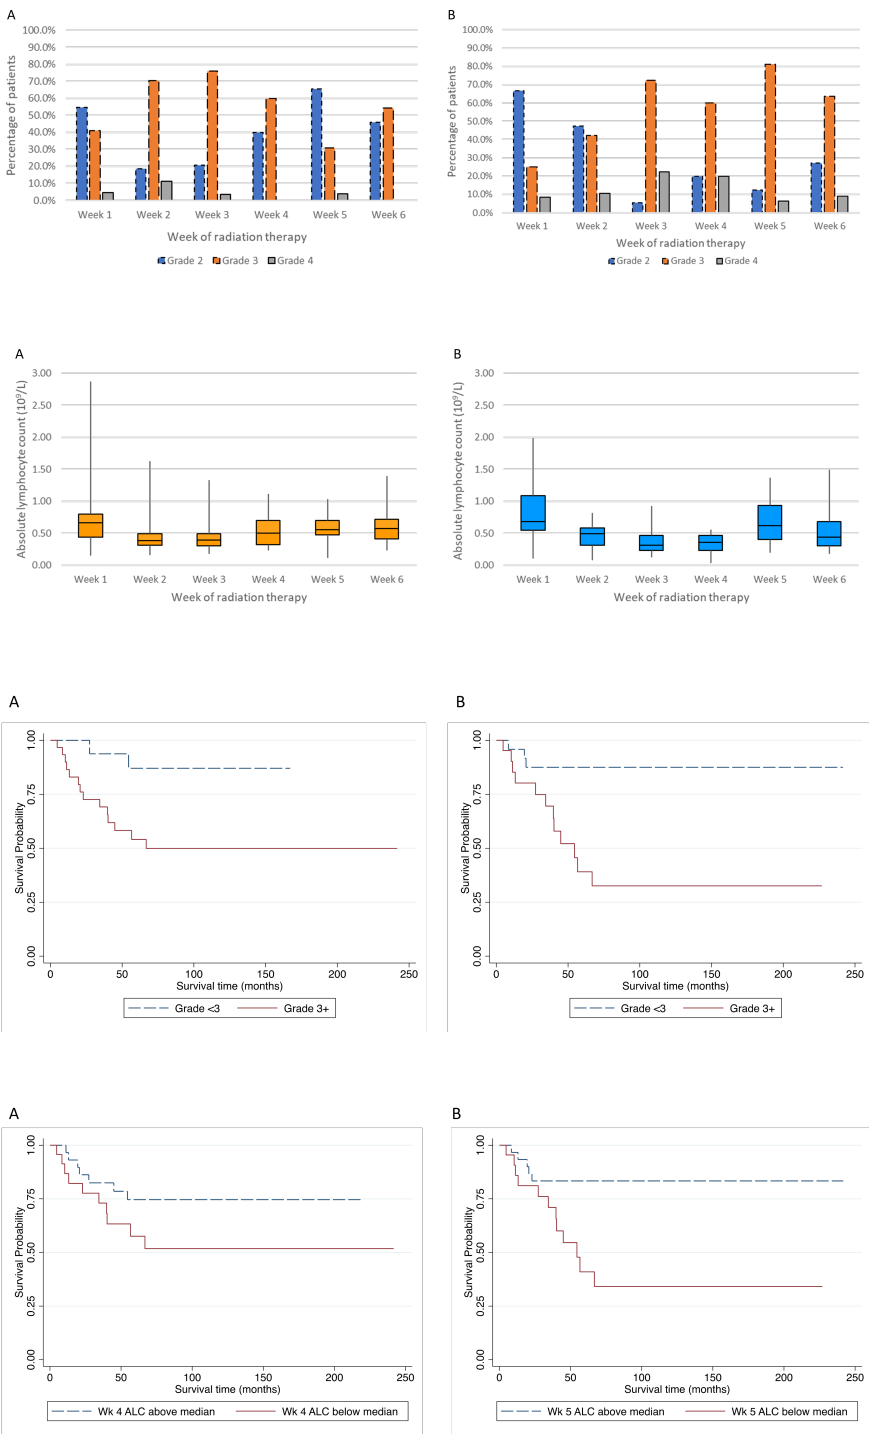 A
100.0%
90.0%
80.0%
70.0%
60.0%
50.0%
40.0%
30.0%
20.0%
10.0%
0.0%
Percentage of patients
Week 1 Week 2 Week 3 Week 4 Week 5 Week 6
Week of radiation therapy
Grade 2 Grade 3 Grade 4
B
100.0%
90.0%
80.0%
70.0%
60.0%
50.0%
40.0%
30.0%
20.0%
10.0%
0.0%
Percentage of patients
Week 1 Week 2 Week 3 Week 4 Week 5 Week 6
Week of radiation therapy
Grade 2 Grade 3 Grade 4
A
3.00
2.50
2.00
1.50
1.00
0.50
0.00
Absolute lymphocyte count (10⁹/L)
Week 1 Week 2 Week 3 Week 4 Week 5 Week 6
Week of radiation therapy
B
3.00
2.50
2.00
1.50
1.00
0.50
0.00
Absolute lymphocyte count (10⁹/L)
Week 1 Week 2 Week 3 Week 4 Week 5 Week 6
Week of radiation therapy
A
1.00
0.75
0.50
0.25
0.00
Survival Probability
0 50 100 150 200 250
Survival time (months)
Grade <3 Grade 3+
B
1.00
0.75
0.50
0.25
0.00
Survival Probability
0 50 100 150 200 250
Survival time (months)
Grade <3 Grade 3+
A
1.00
0.75
0.50
0.25
0.00
Survival Probability
0 50 100 150 200 250
Survival time (months)
Wk 4 ALC above median Wk 4 ALC below median
B
1.00
0.75
0.50
0.25
0.00
Survival Probability
0 50 100 150 200 250
Survival time (months)
Wk 5 ALC above median Wk 5 ALC below median